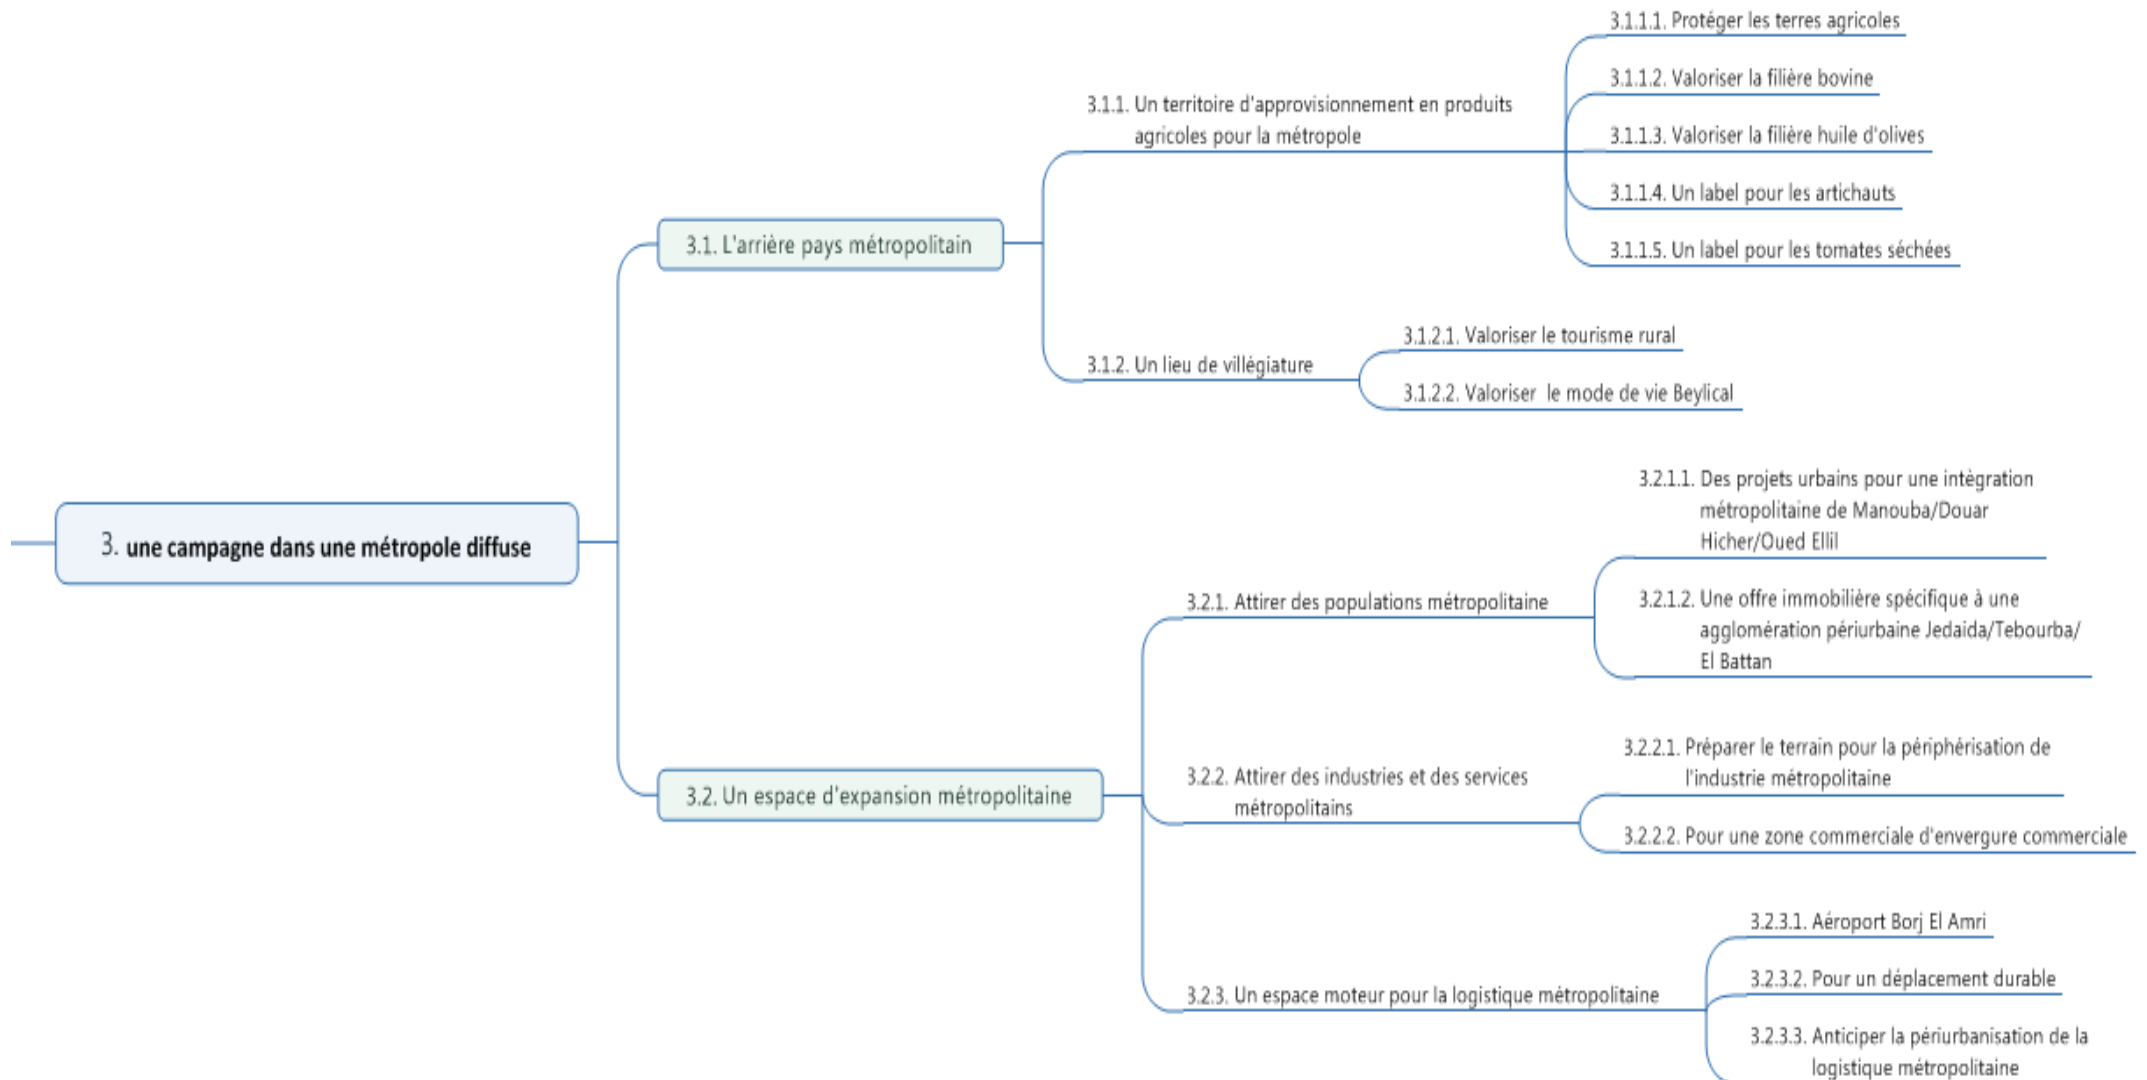 3. une campagne dans une métropole diffuse
3.1. L'arrière pays métropolitain
3.1.1. Un territoire d'approvisionnement en produits
agricoles pour la métropole
3.1.1.1. Protéger les terres agricoles
3.1.1.2. Valoriser la filière bovine
3.1.1.3. Valoriser la filière huile d'olives
3.1.1.4. Un label pour les artichauts
3.1.1.5. Un label pour les tomates séchées
3.1.2. Un lieu de villégiature
3.1.2.1. Valoriser le tourisme rural
3.1.2.2. Valoriser le mode de vie Beylical
3.2. Un espace d'expansion métropolitaine
3.2.1. Attirer des populations métropolitaine
3.2.1.1. Des projets urbains pour une intègration
métropolitaine de Manouba/Douar
Hicher/Oued Ellil
3.2.1.2. Une offre immobilière spécifique à une
agglomération périurbaine Jedaida/Tebourba/
El Battan
3.2.2. Attirer des industries et des services
métropolitains
3.2.2.1. Préparer le terrain pour la périphérisation de
l'industrie métropolitaine
3.2.2.2. Pour une zone commerciale d'envergure commerciale
3.2.3. Un espace moteur pour la logistique métropolitaine
3.2.3.1. Aéroport Borj El Amri
3.2.3.2. Pour un déplacement durable
3.2.3.3. Anticiper la périurbanisation de la
logistique métropolitaine